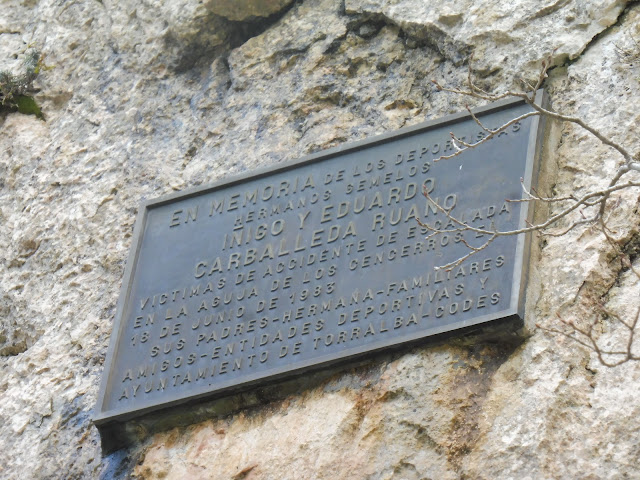 EN MEMORIA DE LOS DEPORTISTAS
HERMANOS GEMELOS
IÑIGO Y EDUARDO
CARBALLEDA RUANO
VICTIMAS DE ACCIDENTE DE ESCALADA
EN LA AGUJA DE LOS CENCERROS
16 DE JUNIO DE 1983
SUS PADRES-HERMANA-FAMILIARES
AMIGOS-ENTIDADES DEPORTIVAS Y
AYUNTAMIENTO DE TORRALBA-CODES